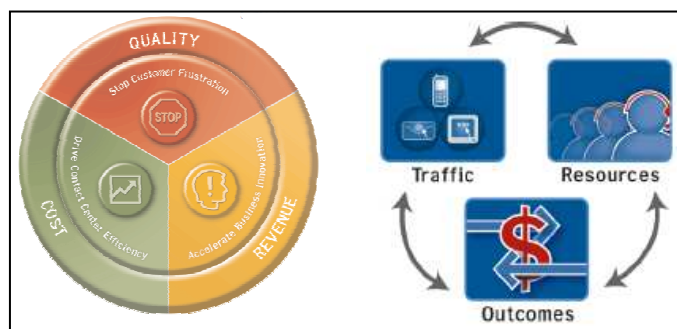 QUALITY
Stop Customer Frustration
STOP
Drive Contact Center Efficiency
Accelerate Business Innovation
COST
REVENUE
Traffic
Resources
$
Outcomes